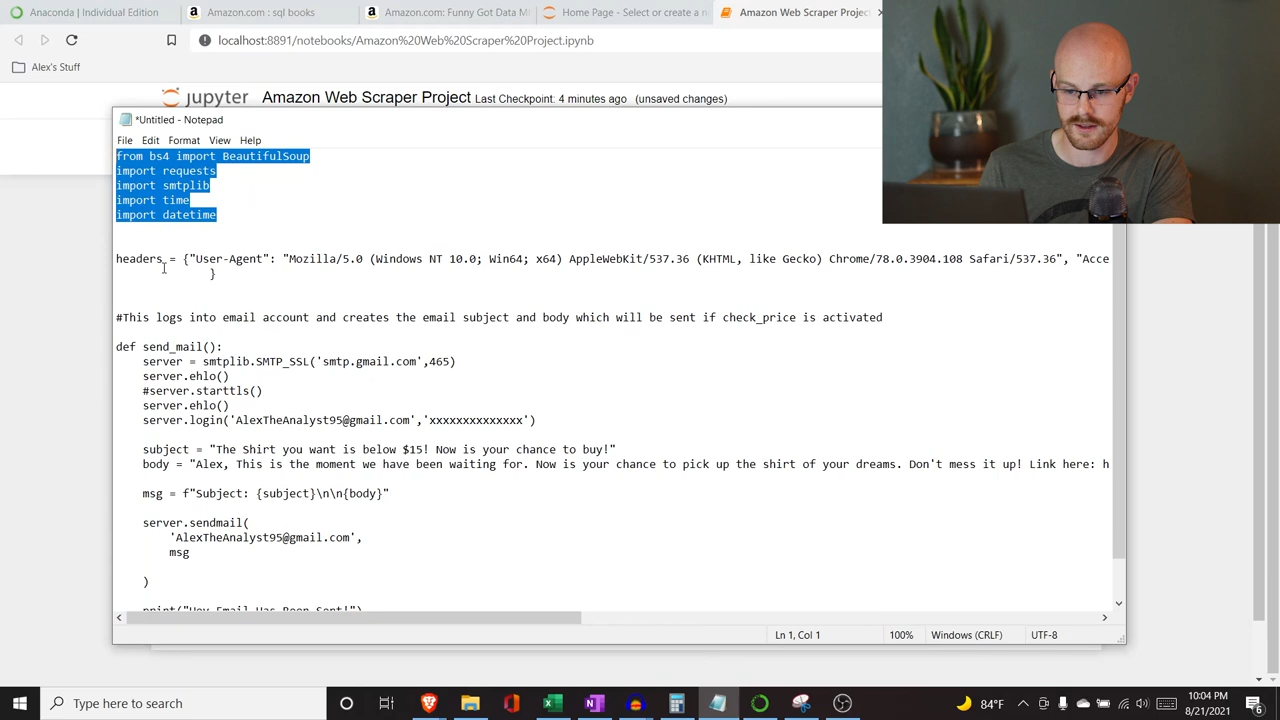 Anaconda | Individual Edition
Amazon.com : sql books
Amazon.com: Funny Got Data M
Home Page - Select or create a n
Amazon Web Scraper Projec
localhost:8891/notebooks/Amazon%20Web%20Scraper%20Project.ipynb
Alex's Stuff
jupyter Amazon Web Scraper Project Last Checkpoint: 4 minutes ago (unsaved changes)
*Untitled - Notepad
File Edit Format View Help
from bs4 import BeautifulSoup
import requests
import smtplib
import time
import datetime
headers = {"User-Agent": "Mozilla/5.0 (Windows NT 10.0; Win64; x64) AppleWebKit/537.36 (KHTML, like Gecko) Chrome/78.0.3904.108 Safari/537.36", "Acce
}
#This logs into email account and creates the email subject and body which will be sent if check_price is activated
def send_mail():
server = smtplib.SMTP_SSL('smtp.gmail.com',465)
server.ehlo()
#server.starttls()
server.ehlo()
server.login('AlexTheAnalyst95@gmail.com','xxxxxxxxxxxxxx')
subject = "The Shirt you want is below $15! Now is your chance to buy!"
body = "Alex, This is the moment we have been waiting for. Now is your chance to pick up the shirt of your dreams. Don't mess it up! Link here: h
msg = f"Subject: {subject}\n\n{body}"
server.sendmail(
'AlexTheAnalyst95@gmail.com',
msg
)
print("Hey Email Has Been Sent!")
Ln 1, Col 1 100% Windows (CRLF) UTF-8
Type here to search
84°F
10:04 PM
8/21/2021
6